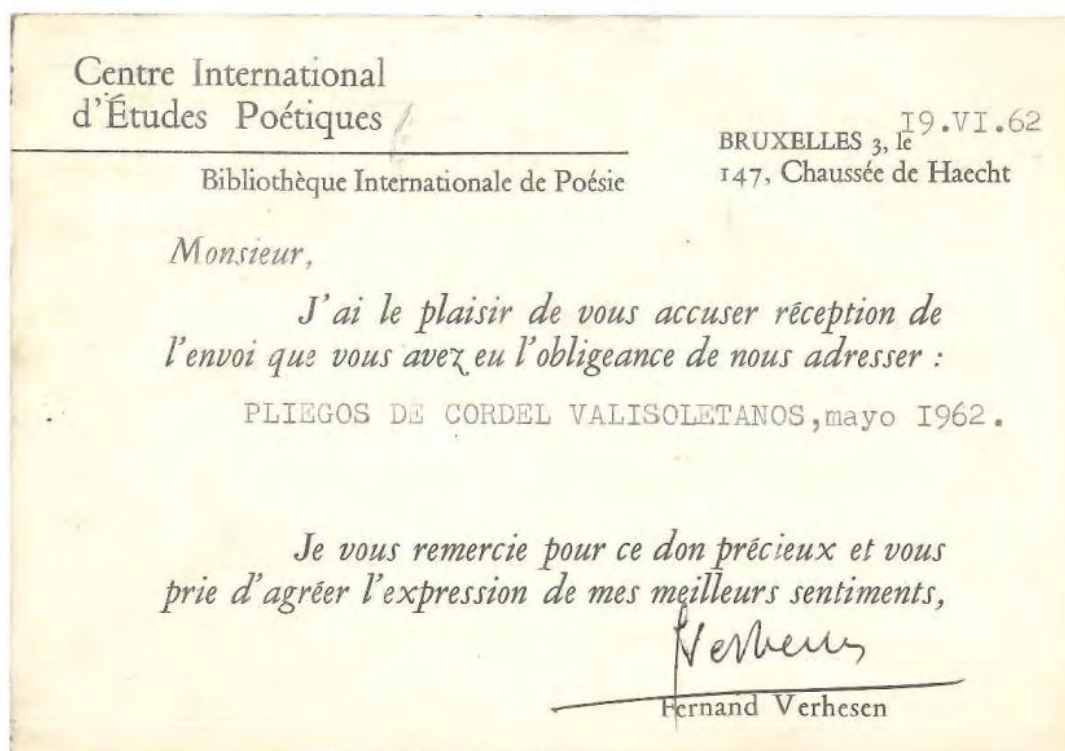 Centre International
d'Études Poétiques
Bibliothèque Internationale de Poésie
19.VI.62
BRUXELLES 3, le
147, Chaussée de Haecht
Monsieur,
J'ai le plaisir de vous accuser réception de
l'envoi que vous avez eu l'obligeance de nous adresser :
PLIEGOS DE CORDEL VALISOLETANOS,mayo I962.
Je vous remercie pour ce don précieux et vous
prie d'agréer l'expression de mes meilleurs sentiments,
Verhesen
Fernand Verhesen